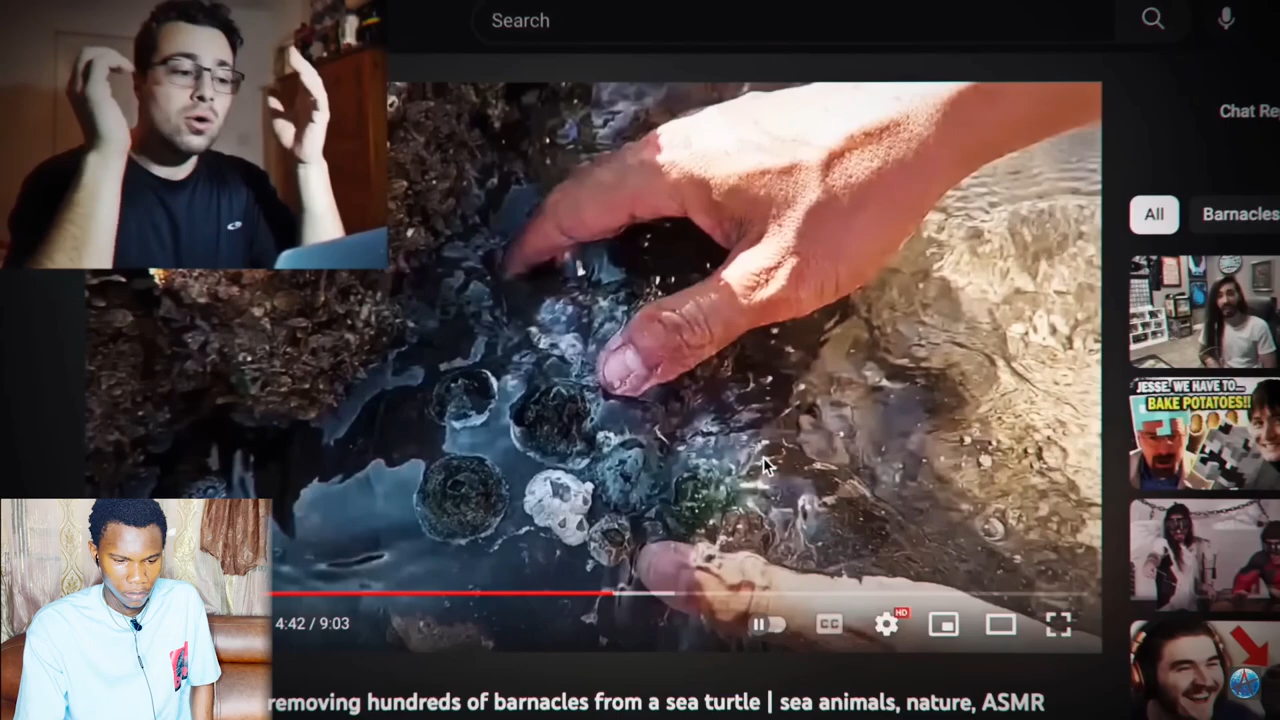 Search
Chat Re
All
Barnacles
JESSE, WE HAVE TO...
BAKE POTATOES!!
4:42 / 9:03
CC
HD
removing hundreds of barnacles from a sea turtle | sea animals, nature, ASMR